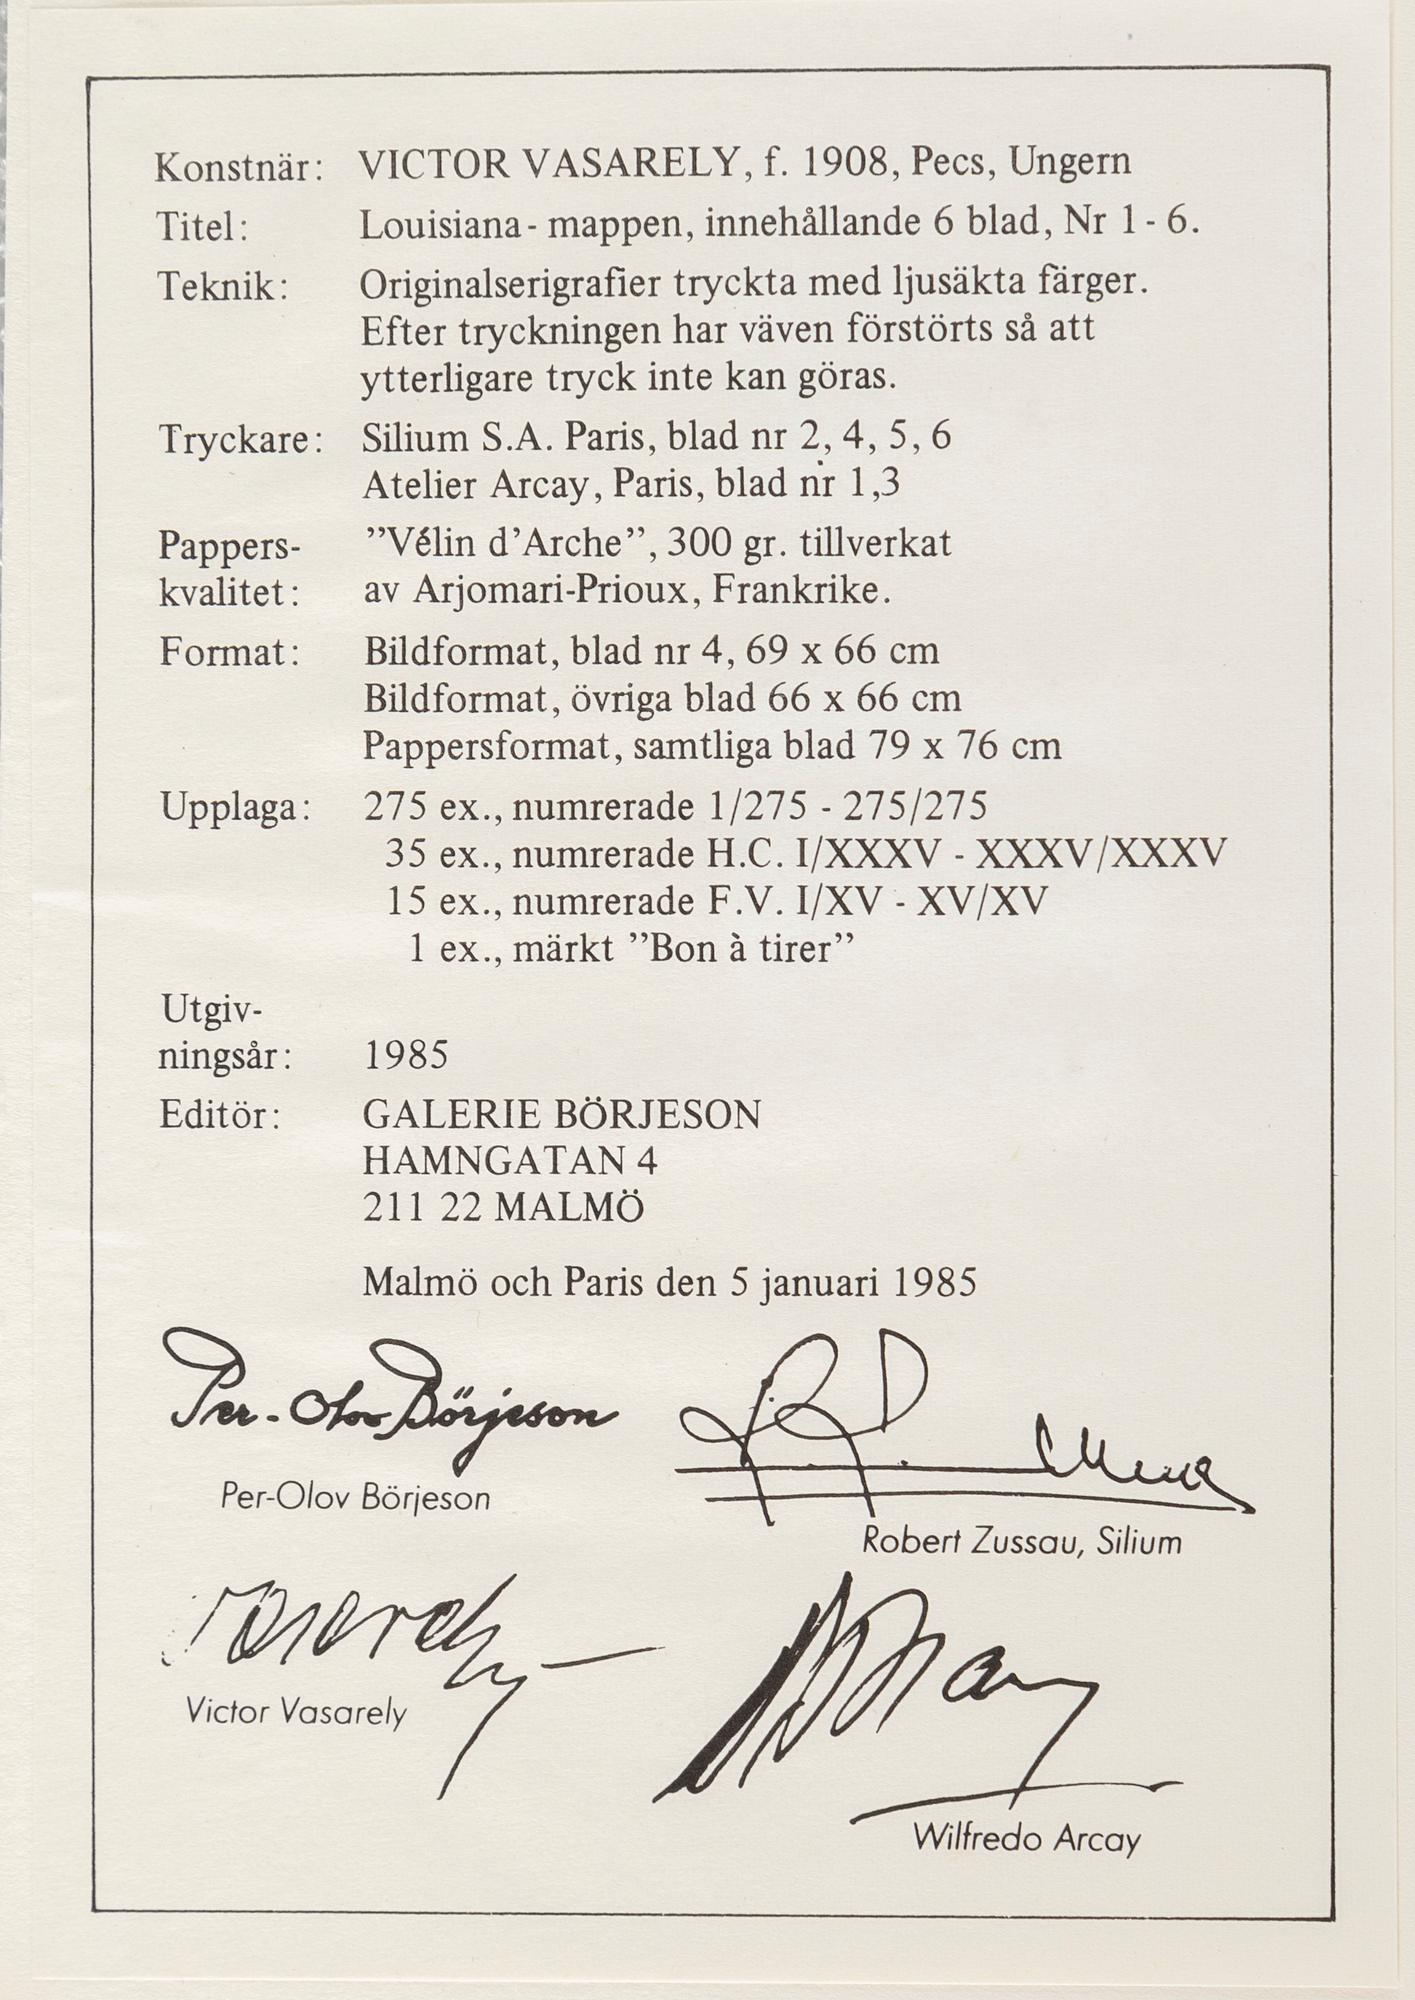 Konstnär: VICTOR VASARELY, f. 1908, Pecs, Ungern
Titel: Louisiana - mappen, innehållande 6 blad, Nr 1 - 6.
Teknik: Originalserigrafier tryckta med ljusäkta färger.
Efter tryckningen har väven förstörts så att
ytterligare tryck inte kan göras.
Tryckare: Silium S.A. Paris, blad nr 2, 4, 5, 6
Atelier Arcay, Paris, blad nr 1,3
Pappers- ”Vélin d’Arche”, 300 gr. tillverkat
kvalitet: av Arjomari-Prioux, Frankrike.
Format: Bildformat, blad nr 4, 69 x 66 cm
Bildformat, övriga blad 66 x 66 cm
Pappersformat, samtliga blad 79 x 76 cm
Upplaga: 275 ex., numrerade 1/275 - 275/275
35 ex., numrerade H.C. I/XXXV - XXXV/XXXV
15 ex., numrerade F.V. I/XV - XV/XV
1 ex., märkt ”Bon à tirer”
Utgiv-
ningsår: 1985
Editör: GALERIE BÖRJESON
HAMNGATAN 4
211 22 MALMÖ
Malmö och Paris den 5 januari 1985
Per-Olov Börjeson
Per-Olov Börjeson
Robert Zussau, Silium
Vasarely
Victor Vasarely
Wilfredo Arcay